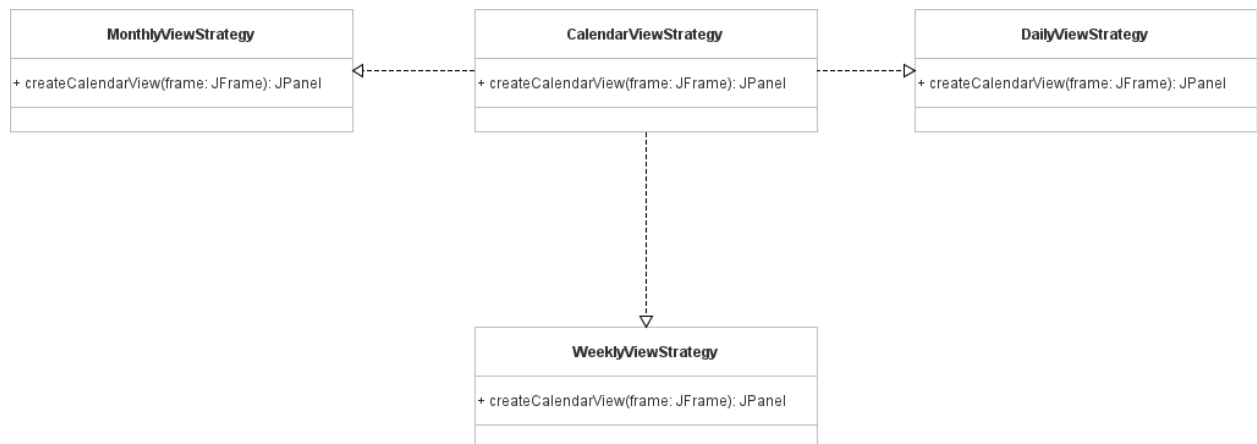 MonthlyViewStrategy
+ createCalendarView(frame: JFrame): JPanel
CalendarViewStrategy
+ createCalendarView(frame: JFrame): JPanel
DailyViewStrategy
+ createCalendarView(frame: JFrame): JPanel
WeeklyViewStrategy
+ createCalendarView(frame: JFrame): JPanel